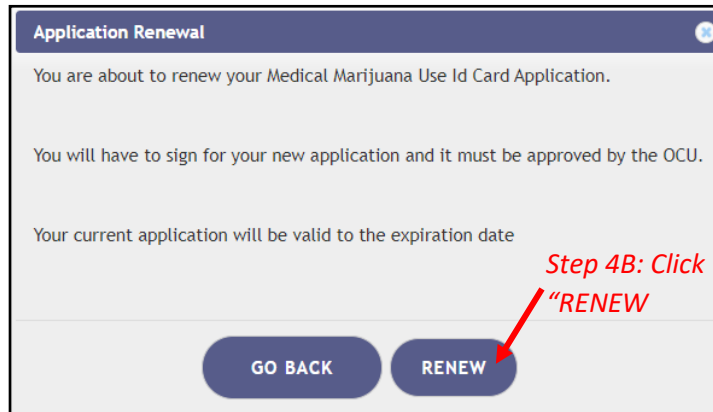 Application Renewal
You are about to renew your Medical Marijuana Use Id Card Application.
You will have to sign for your new application and it must be approved by the OCU.
Your current application will be valid to the expiration date
Step 4B: Click
“RENEW
GO BACK
RENEW